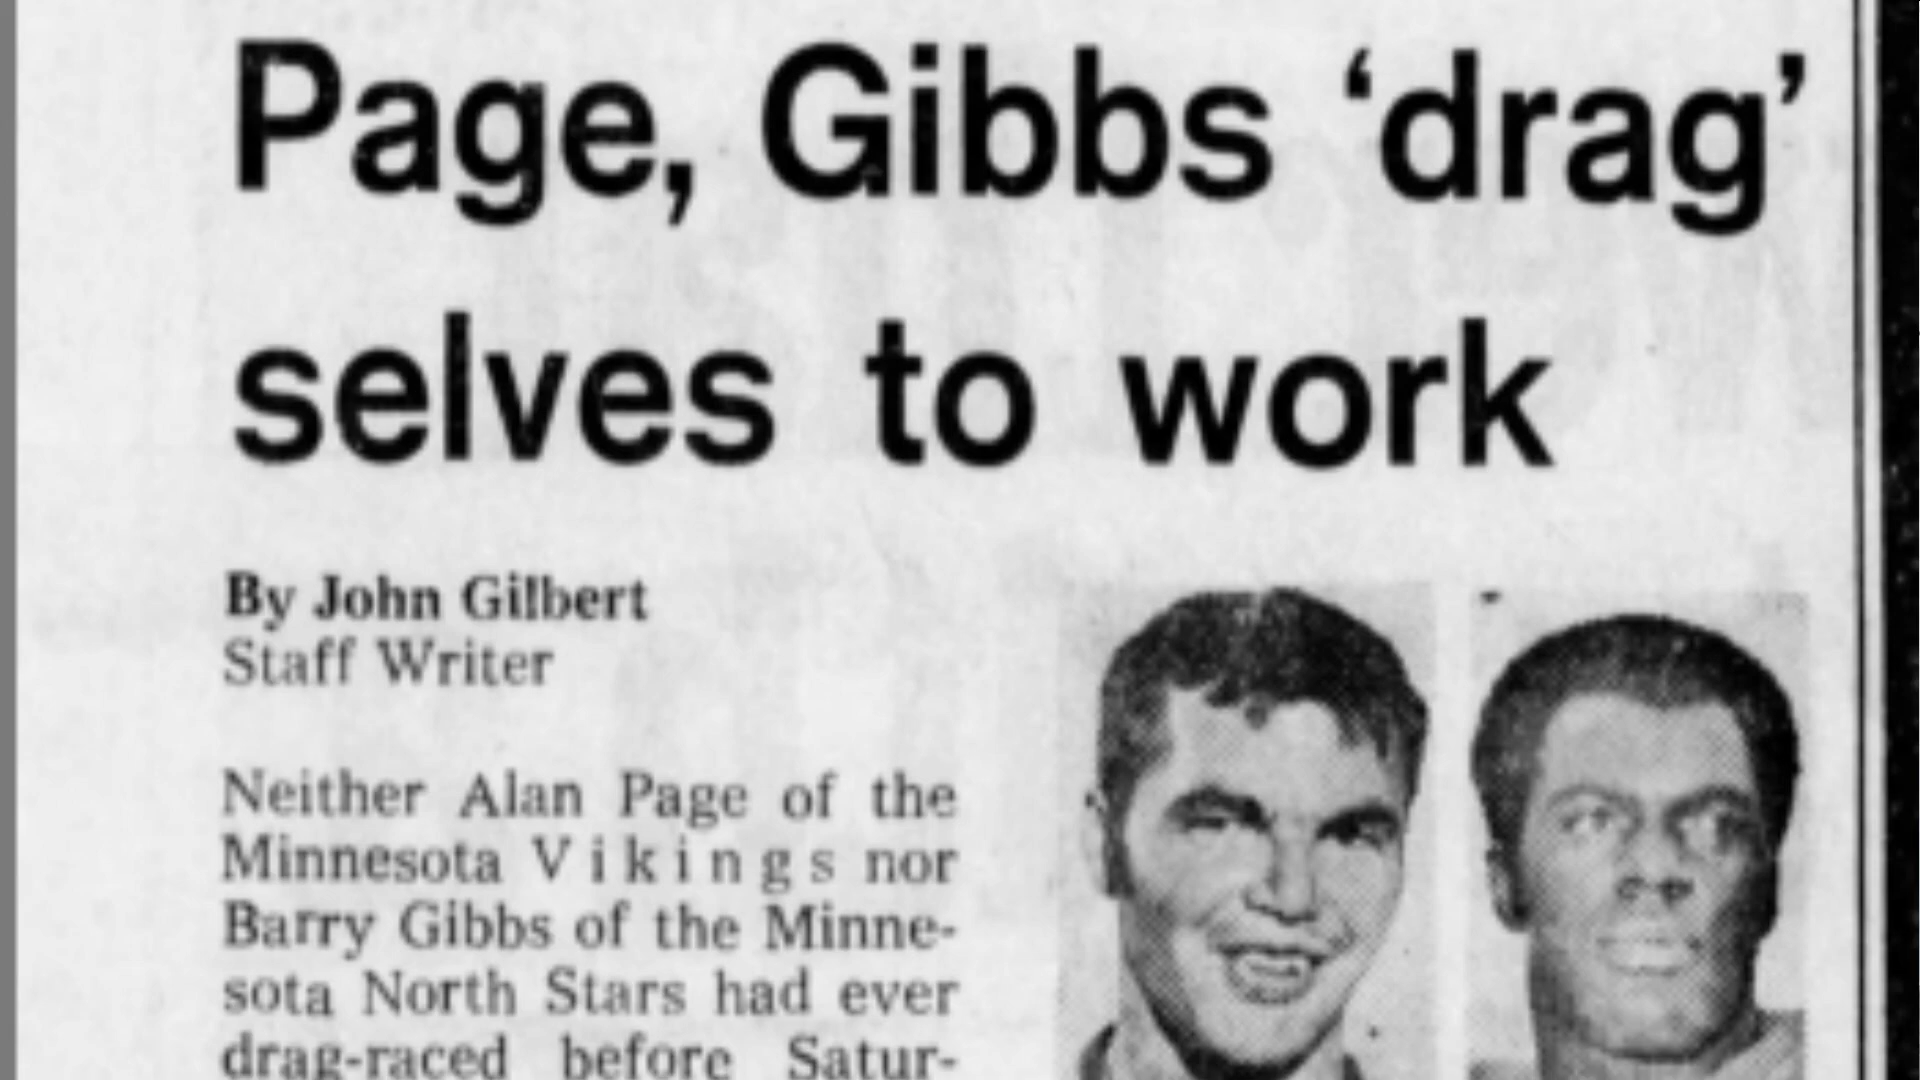 Page, Gibbs ‘drag’
selves to work
By John Gilbert
Staff Writer
Neither Alan Page of the
Minnesota Vikings nor
Barry Gibbs of the Minne-
sota North Stars had ever
drag-raced before Satur-